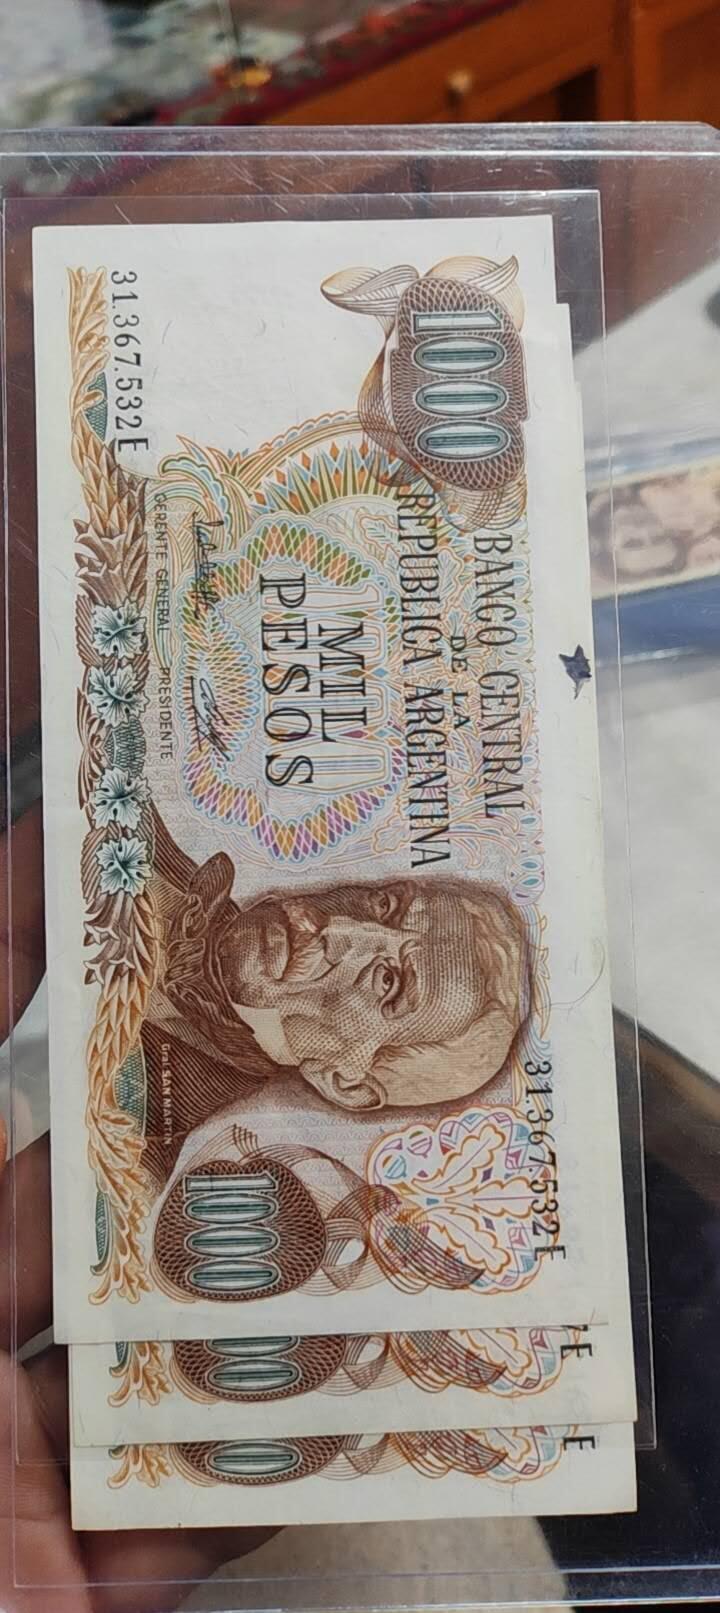 1000
BANCO CENTRAL
DE LA
REPUBLICA ARGENTINA
31.367.532E
MIL
PESOS
GERENTE GENERAL
PRESIDENTE
31.367.532E
Gral. SAN MARTIN
1000
E
E